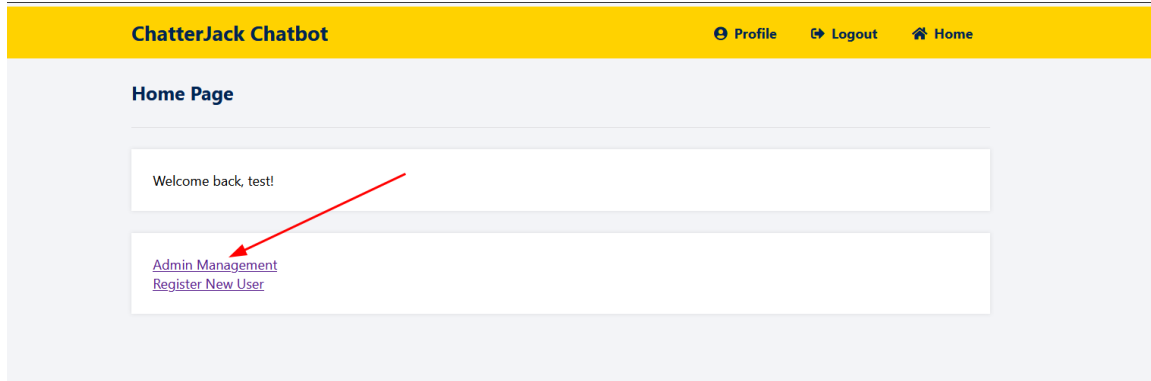 ChatterJack Chatbot Profile Logout Home
Home Page
Welcome back, test!
Admin Management
Register New User